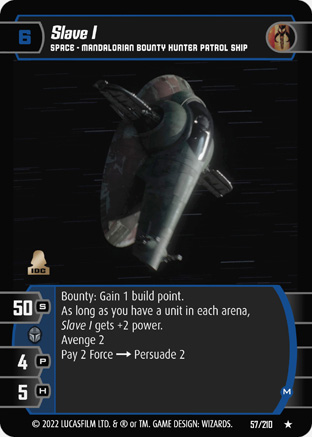 6
Slave I
SPACE - MANDALORIAN BOUNTY HUNTER PATROL SHIP
IDC
50 S
4 P
5 H
Bounty: Gain 1 build point.
As long as you have a unit in each arena,
Slave I gets +2 power.
Avenge 2
Pay 2 Force → Persuade 2
M
© 2022 LUCASFILM LTD. & ® or TM. GAME DESIGN: WIZARDS.
57/210 ★